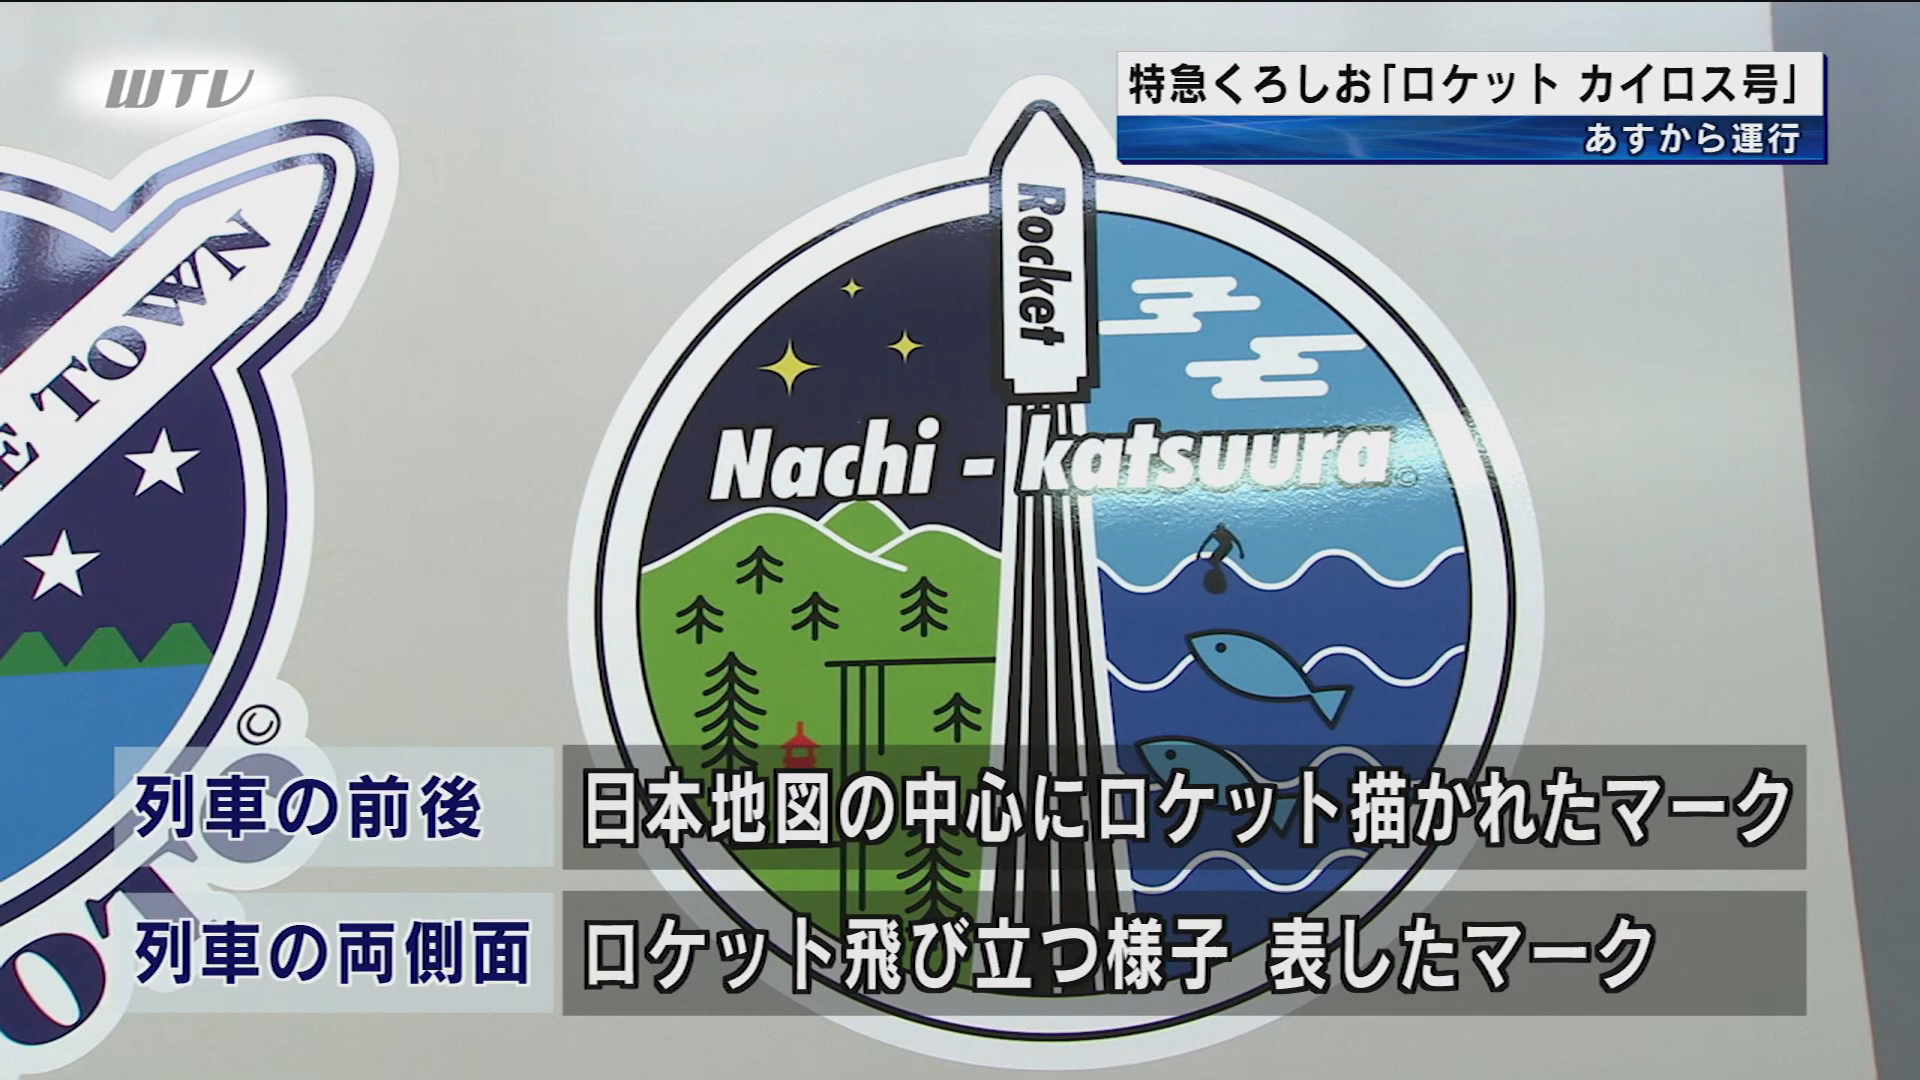 WTV
特急くろしお「ロケット カイロス号」
あすから運行
Rocket
TOWN
Nachi - katsuura
©
©
列車の前後
日本地図の中心にロケット描かれたマーク
列車の両側面
ロケット飛び立つ様子 表したマーク